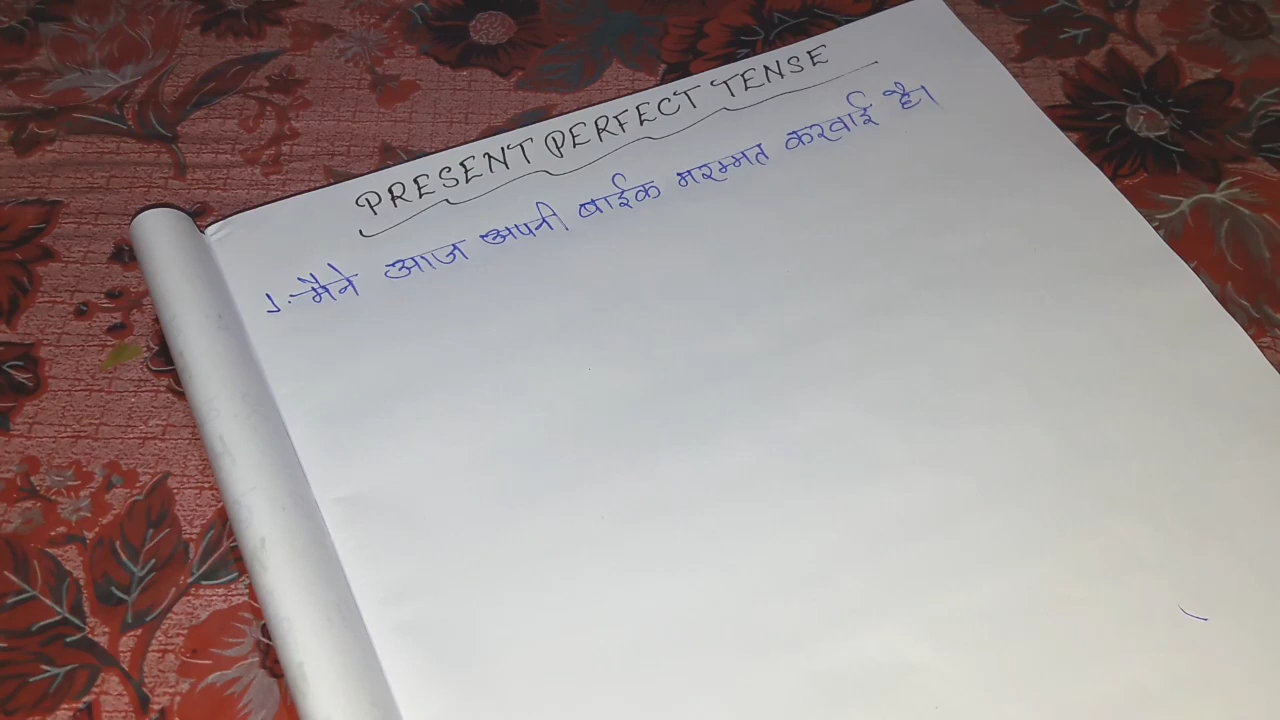 PRESENT PERFECT TENSE
1. मैने आज अपनी बाईक मरम्मत करवाई है।